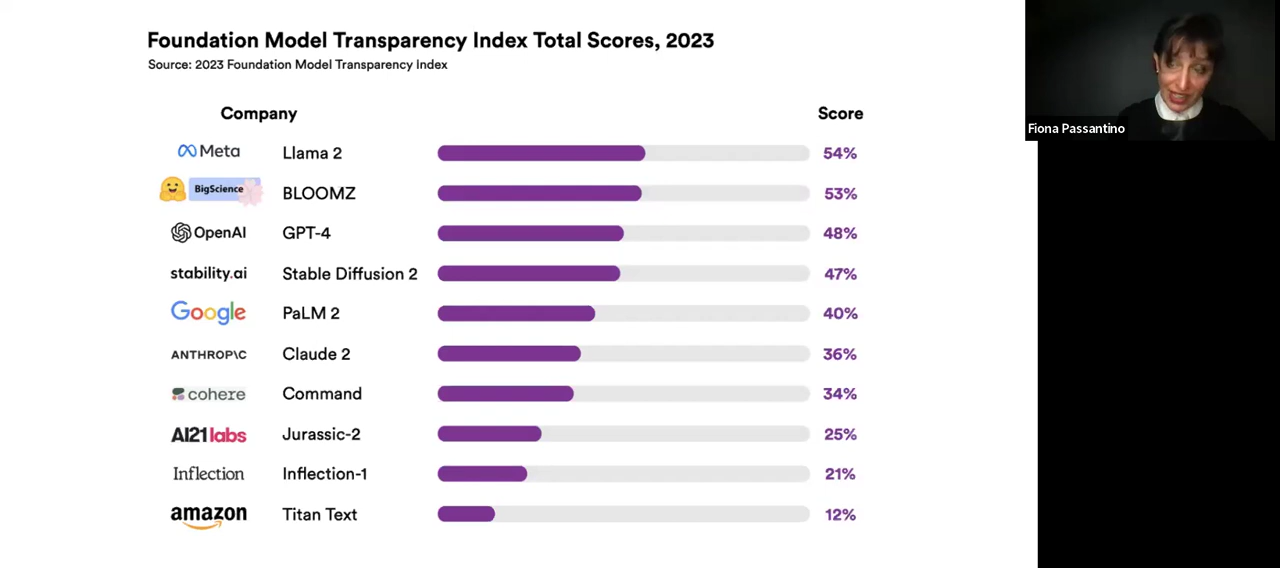 Foundation Model Transparency Index Total Scores, 2023
Source: 2023 Foundation Model Transparency Index
Company Score
Meta Llama 2 54%
BigScience BLOOMZ 53%
OpenAI GPT-4 48%
stability.ai Stable Diffusion 2 47%
Google PaLM 2 40%
ANTHROP\C Claude 2 36%
cohere Command 34%
AI21labs Jurassic-2 25%
Inflection Inflection-1 21%
amazon Titan Text 12%
Fiona Passantino